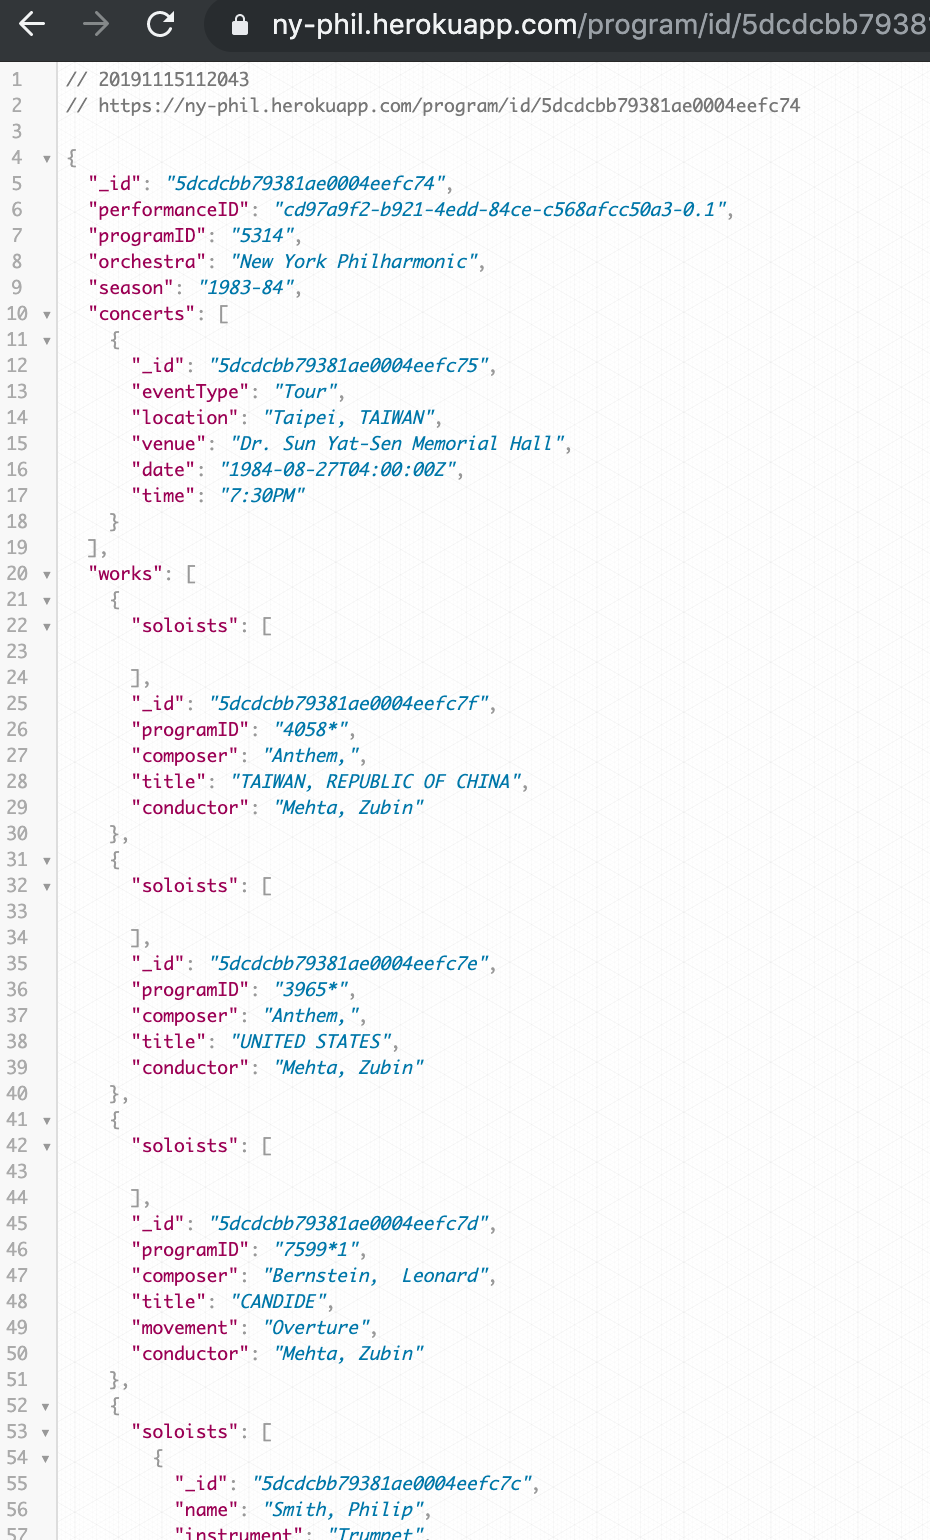 ny-phil.herokuapp.com/program/id/5dcdcbb7938
1 // 20191115112043
2 // https://ny-phil.herokuapp.com/program/id/5dcdcbb79381ae0004eefc74
3
4 {
5 "_id": "5dcdcbb79381ae0004eefc74",
6 "performanceID": "cd97a9f2-b921-4edd-84ce-c568afcc50a3-0.1",
7 "programID": "5314",
8 "orchestra": "New York Philharmonic",
9 "season": "1983-84",
10 "concerts": [
11 {
12 "_id": "5dcdcbb79381ae0004eefc75",
13 "eventType": "Tour",
14 "location": "Taipei, TAIWAN",
15 "venue": "Dr. Sun Yat-Sen Memorial Hall",
16 "date": "1984-08-27T04:00:00Z",
17 "time": "7:30PM"
18 }
19 ],
20 "works": [
21 {
22 "soloists": [
23
24 ],
25 "_id": "5dcdcbb79381ae0004eefc7f",
26 "programID": "4058*",
27 "composer": "Anthem,",
28 "title": "TAIWAN, REPUBLIC OF CHINA",
29 "conductor": "Mehta, Zubin"
30 },
31 {
32 "soloists": [
33
34 ],
35 "_id": "5dcdcbb79381ae0004eefc7e",
36 "programID": "3965*",
37 "composer": "Anthem,",
38 "title": "UNITED STATES",
39 "conductor": "Mehta, Zubin"
40 },
41 {
42 "soloists": [
43
44 ],
45 "_id": "5dcdcbb79381ae0004eefc7d",
46 "programID": "7599*1",
47 "composer": "Bernstein,  Leonard",
48 "title": "CANDIDE",
49 "movement": "Overture",
50 "conductor": "Mehta, Zubin"
51 },
52 {
53 "soloists": [
54 {
55 "_id": "5dcdcbb79381ae0004eefc7c",
56 "name": "Smith, Philip",
57 "instrument": "Trumpet",